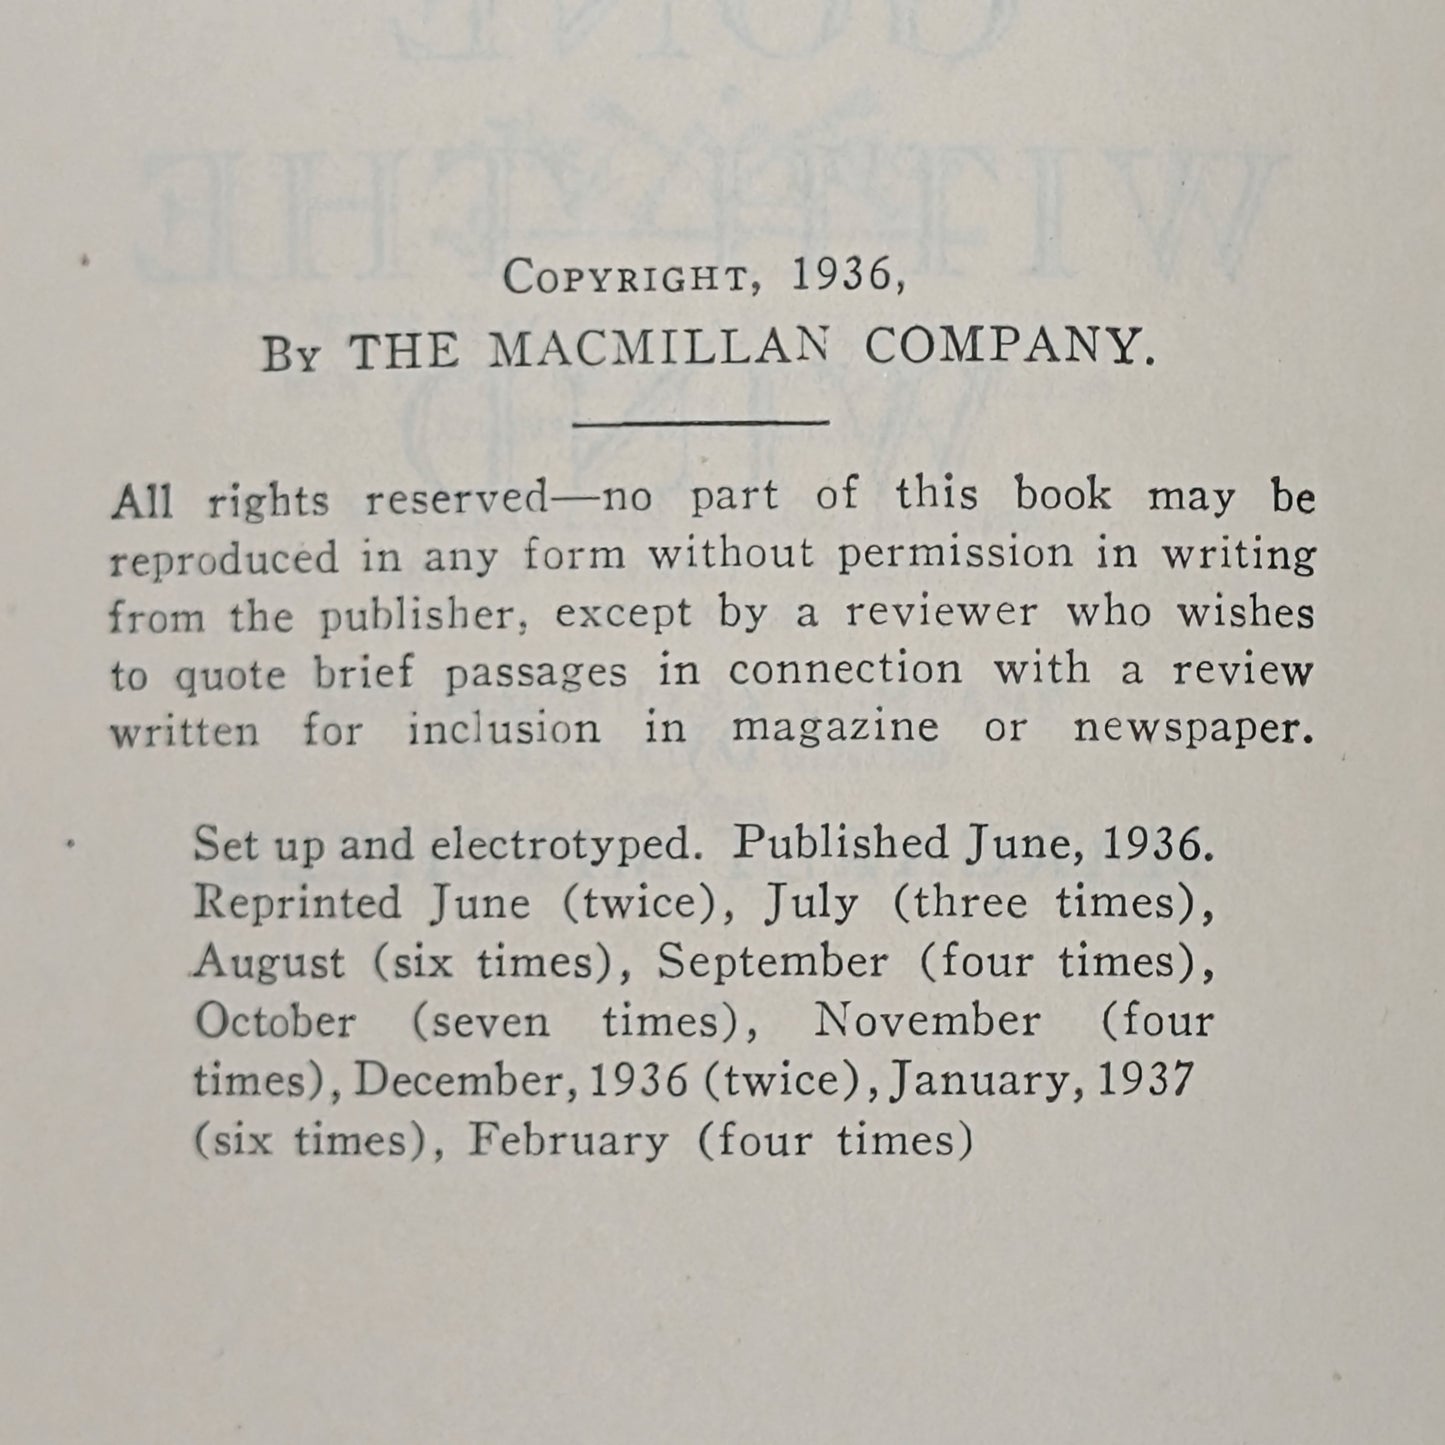 GONE
WITH THE
WIND
COPYRIGHT, 1936,
BY THE MACMILLAN COMPANY.
All rights reserved—no part of this book may be
reproduced in any form without permission in writing
from the publisher, except by a reviewer who wishes
to quote brief passages in connection with a review
written for inclusion in magazine or newspaper.
Set up and electrotyped. Published June, 1936.
Reprinted June (twice), July (three times),
August (six times), September (four times),
October (seven times), November (four
times), December, 1936 (twice), January, 1937
(six times), February (four times)